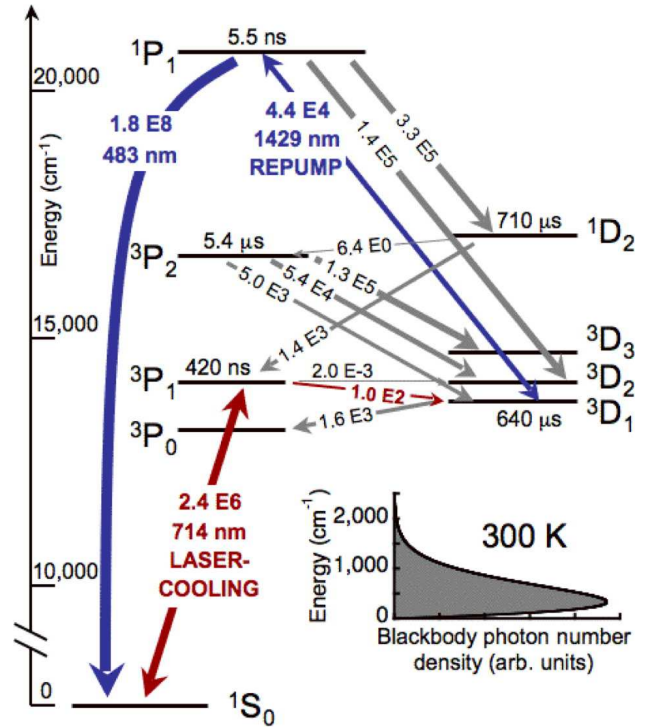 5.5 ns
¹P₁
20,000
1.8 E8
483 nm
4.4 E4
1429 nm
REPUMP
1.4 E5
3.3 E5
Energy (cm⁻¹)
710 µs
¹D₂
5.4 µs
6.4 E0
³P₂
5.0 E3
5.4 E4
1.3 E5
15,000
1.4 E3
³D₃
420 ns
2.0 E-3
³D₂
³P₁
1.0 E2
³D₁
1.6 E3
640 µs
³P₀
2.4 E6
714 nm
LASER-
COOLING
10,000
Energy (cm⁻¹)
2,000
1,000
0
300 K
Blackbody photon number
density (arb. units)
0
¹S₀